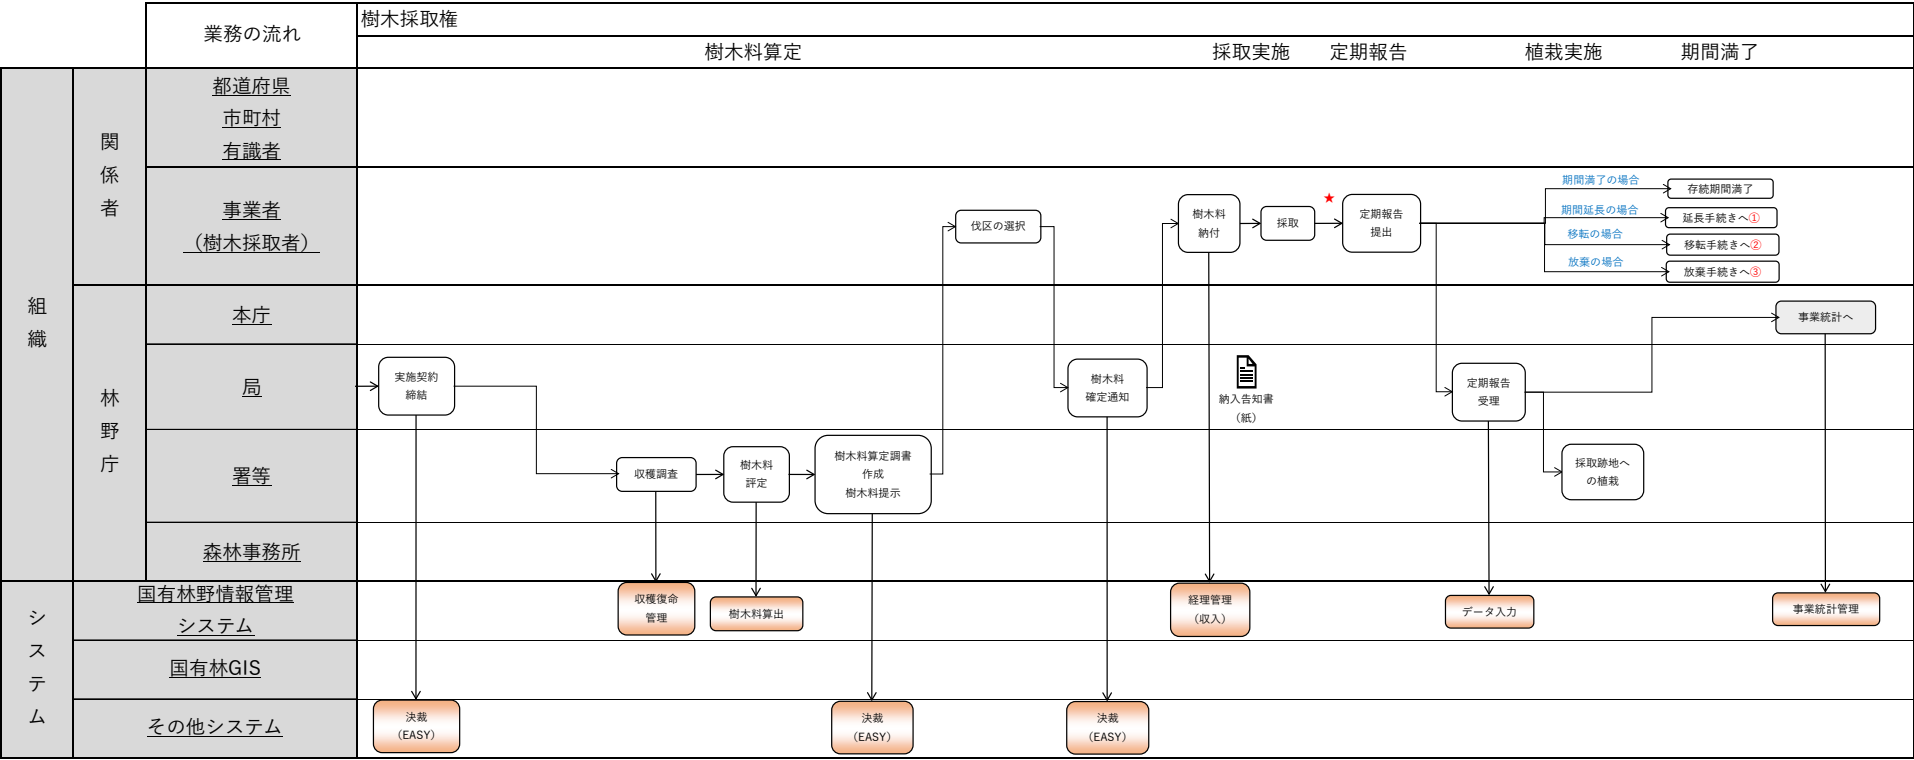 業務の流れ
樹木採取権
樹木料算定
採取実施
定期報告
植栽実施
期間満了
組
織
関
係
者
都道府県
市町村
有識者
事業者
（樹木採取者）
伐区の選択
樹木料
納付
採取
★
定期報告
提出
期間満了の場合
存続期間満了
期間延長の場合
延長手続きへ①
移転の場合
移転手続きへ②
放棄の場合
放棄手続きへ③
林
野
庁
本庁
事業統計へ
局
実施契約
締結
樹木料
確定通知
納入告知書
（紙）
定期報告
受理
署等
収穫調査
樹木料
評定
樹木料算定調書
作成
樹木料提示
採取跡地へ
の植栽
森林事務所
シ
ス
テ
ム
国有林野情報管理
システム
収穫復命
管理
樹木料算出
経理管理
（収入）
データ入力
事業統計管理
国有林GIS
その他システム
決裁
（EASY）
決裁
（EASY）
決裁
（EASY）